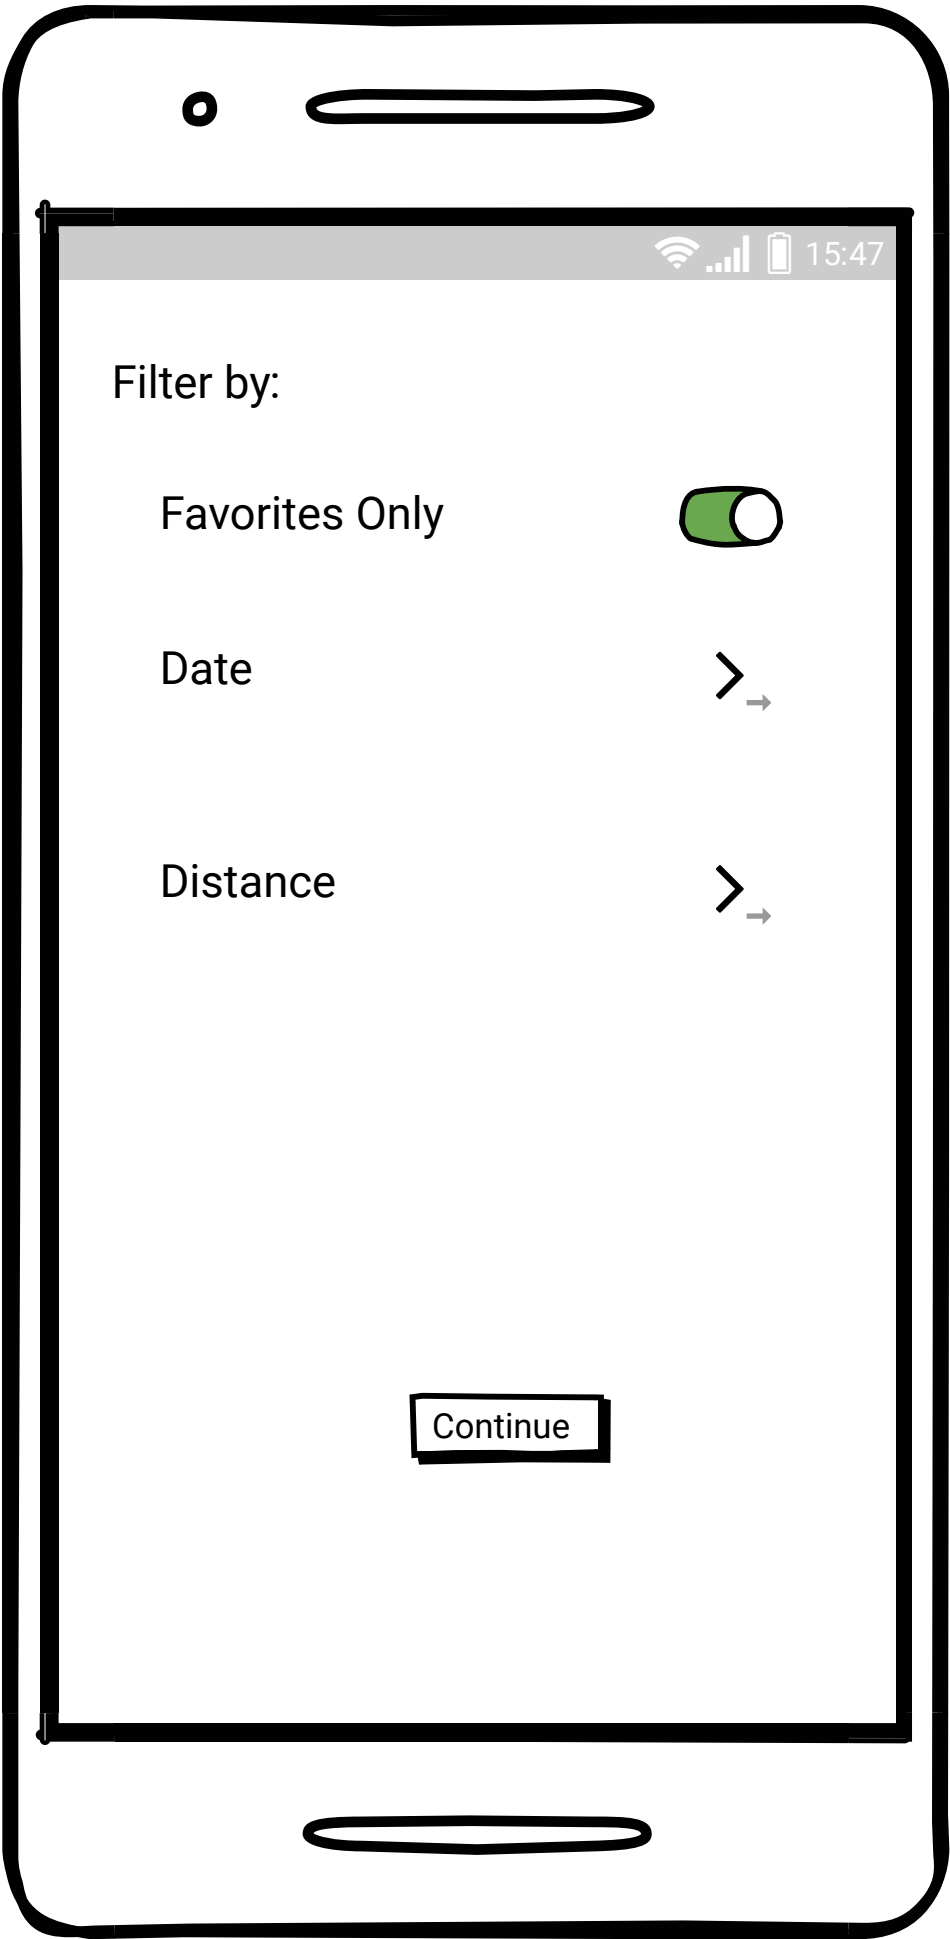 15:47
Filter by:
Favorites Only
Date
Distance
Continue